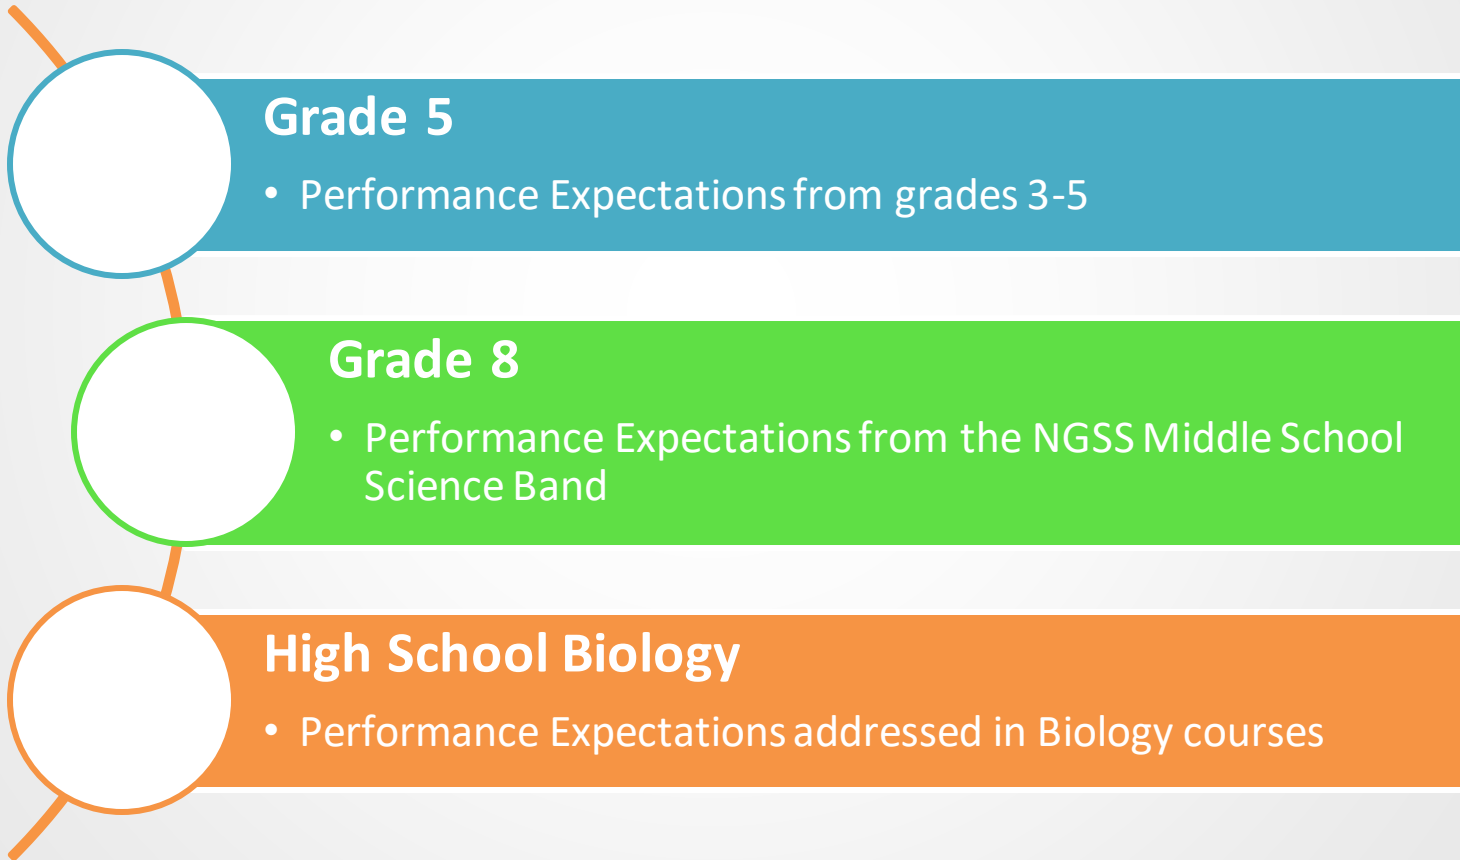 Grade 5
• Performance Expectations from grades 3-5
Grade 8
• Performance Expectations from the NGSS Middle School
Science Band
High School Biology
• Performance Expectations addressed in Biology courses